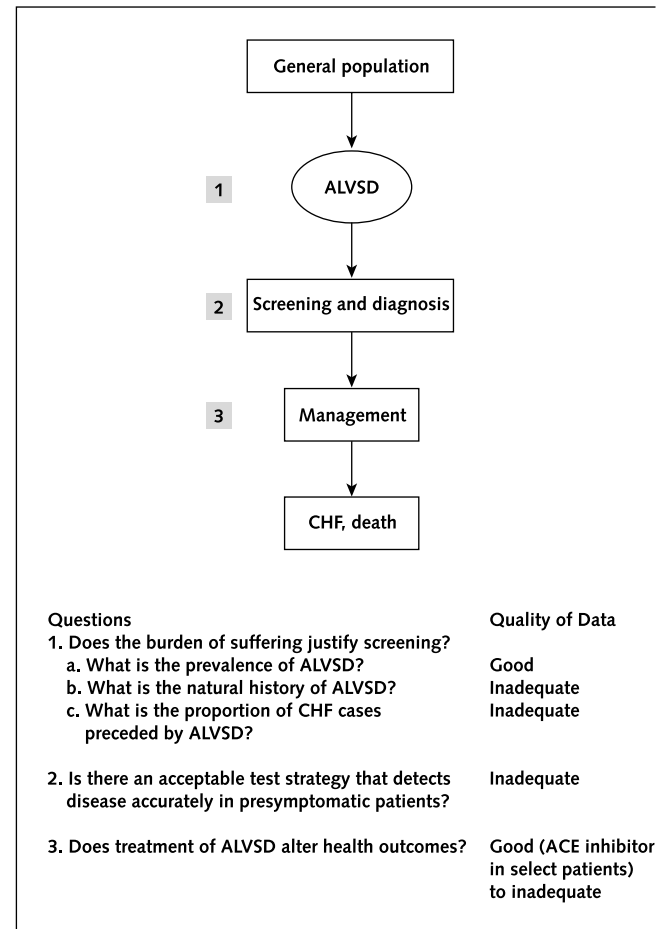 General population
1
ALVSD
2
Screening and diagnosis
3
Management
CHF, death
Questions Quality of Data
1. Does the burden of suffering justify screening?
a. What is the prevalence of ALVSD? Good
b. What is the natural history of ALVSD? Inadequate
c. What is the proportion of CHF cases Inadequate
preceded by ALVSD?
2. Is there an acceptable test strategy that detects Inadequate
disease accurately in presymptomatic patients?
3. Does treatment of ALVSD alter health outcomes? Good (ACE inhibitor
in select patients)
to inadequate